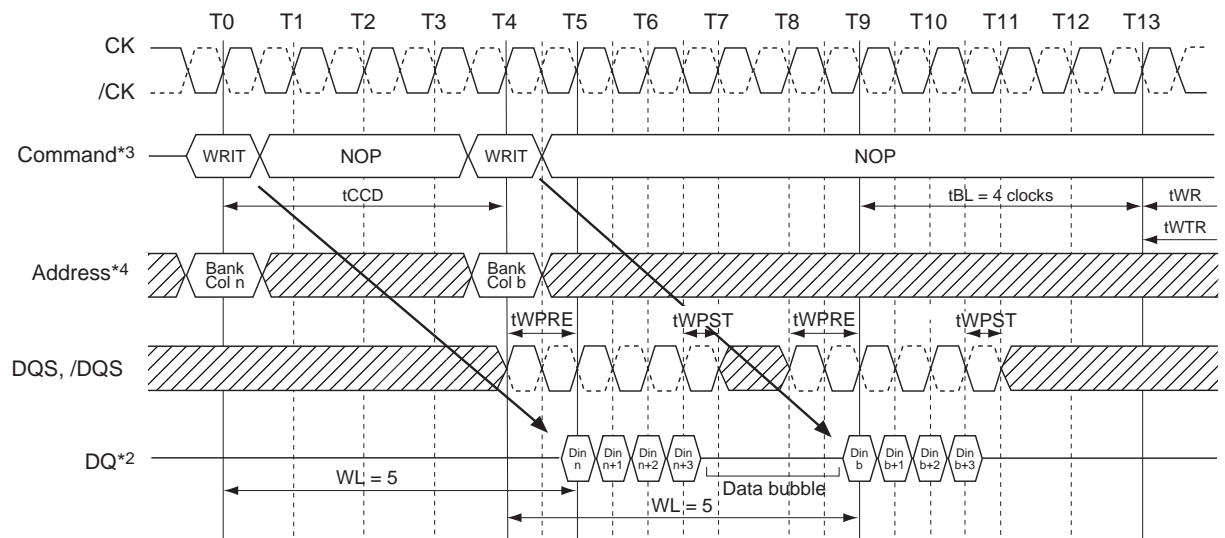 T0 T1 T2 T3 T4 T5 T6 T7 T8 T9 T10 T11 T12 T13
CK
/CK
Command*3 WRIT NOP WRIT NOP
tCCD tBL = 4 clocks tWR
tWTR
Address*4 Bank Col n Bank Col b
tWPRE tWPST tWPRE tWPST
DQS, /DQS
DQ*2 Din n Din n+1 Din n+2 Din n+3 Din b Din b+1 Din b+2 Din b+3
WL = 5 Data bubble
WL = 5